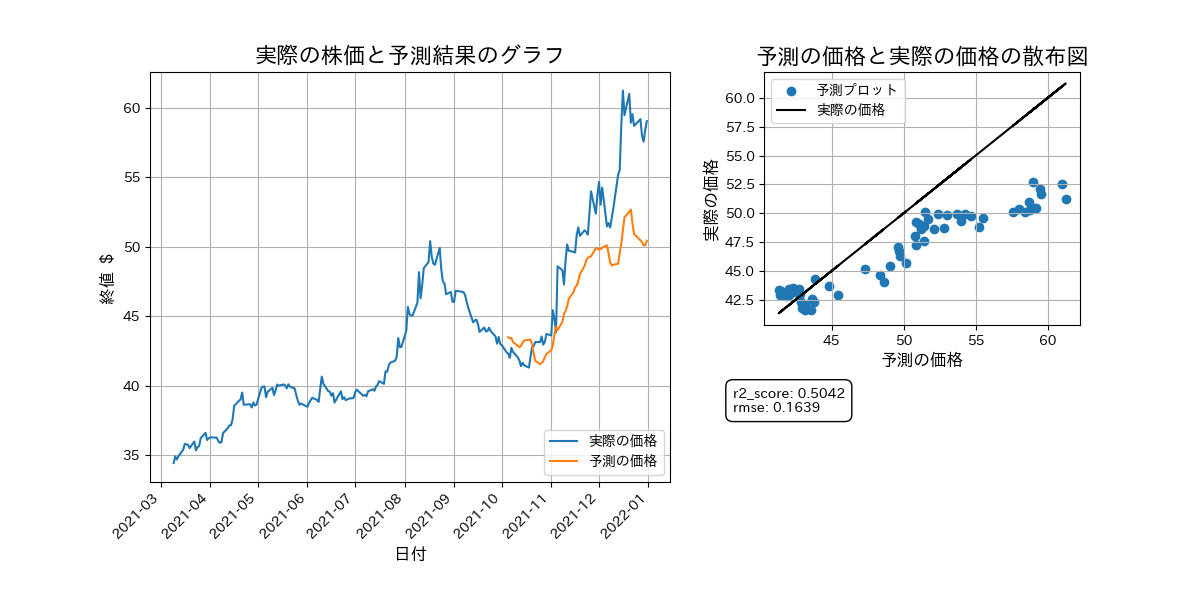 実際の株価と予測結果のグラフ
60
55
50
45
40
35
終値 $
2021-03
2021-04
2021-05
2021-06
2021-07
2021-08
2021-09
2021-10
2021-11
2021-12
2022-01
日付
実際の価格
予測の価格
予測の価格と実際の価格の散布図
予測プロット
実際の価格
60.0
57.5
55.0
52.5
50.0
47.5
45.0
42.5
実際の価格
45
50
55
60
予測の価格
r2_score: 0.5042
rmse: 0.1639